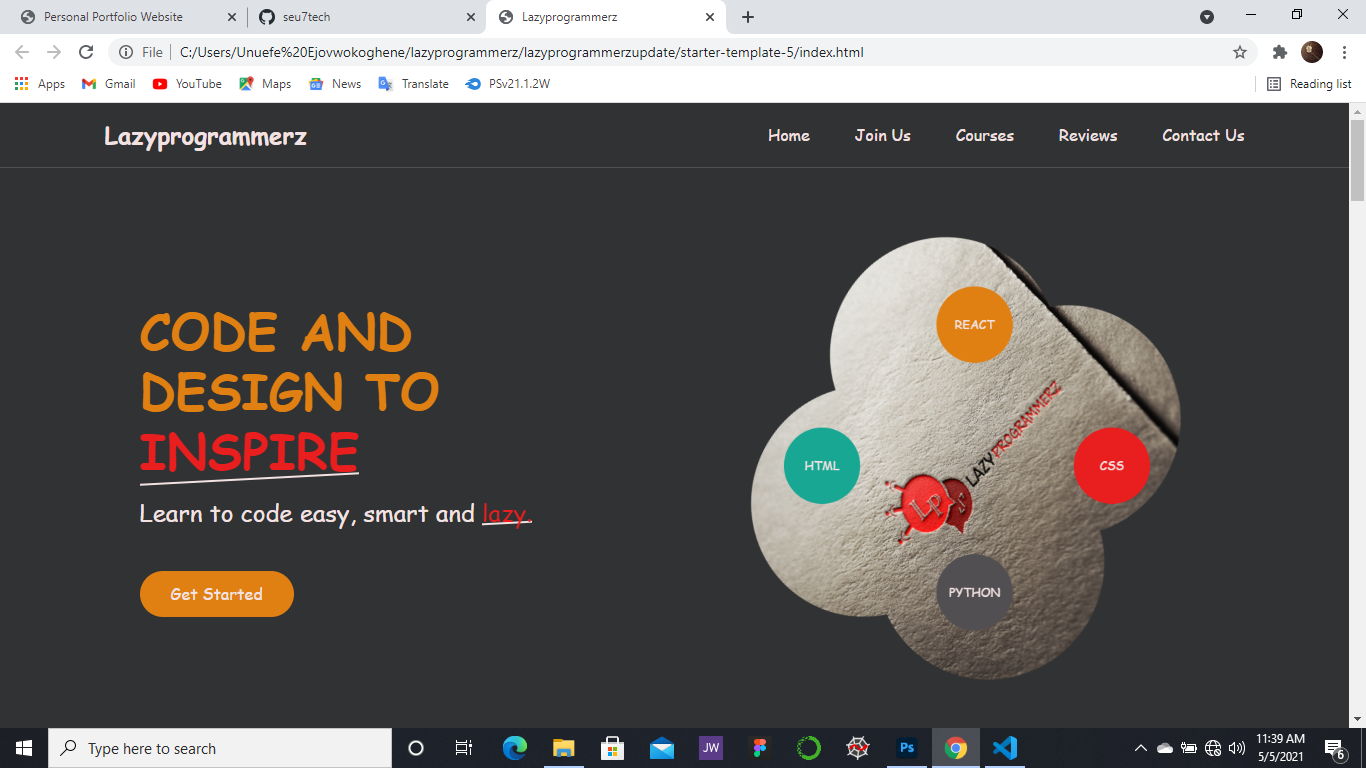 Personal Portfolio Website
seu7tech
Lazyprogrammerz
File
C:/Users/Unuefe%20Ejovwokoghene/lazyprogrammerz/lazyprogrammerzupdate/starter-template-5/index.html
Apps
Gmail
YouTube
Maps
News
Translate
PSv21.1.2W
Reading list
Lazyprogrammerz
Home
Join Us
Courses
Reviews
Contact Us
CODE AND
DESIGN TO
INSPIRE
Learn to code easy, smart and lazy.
Get Started
REACT
HTML
CSS
PYTHON
LAZYPROGRAMMERZ
LP
Type here to search
JW
Ps
11:39 AM
5/5/2021
6